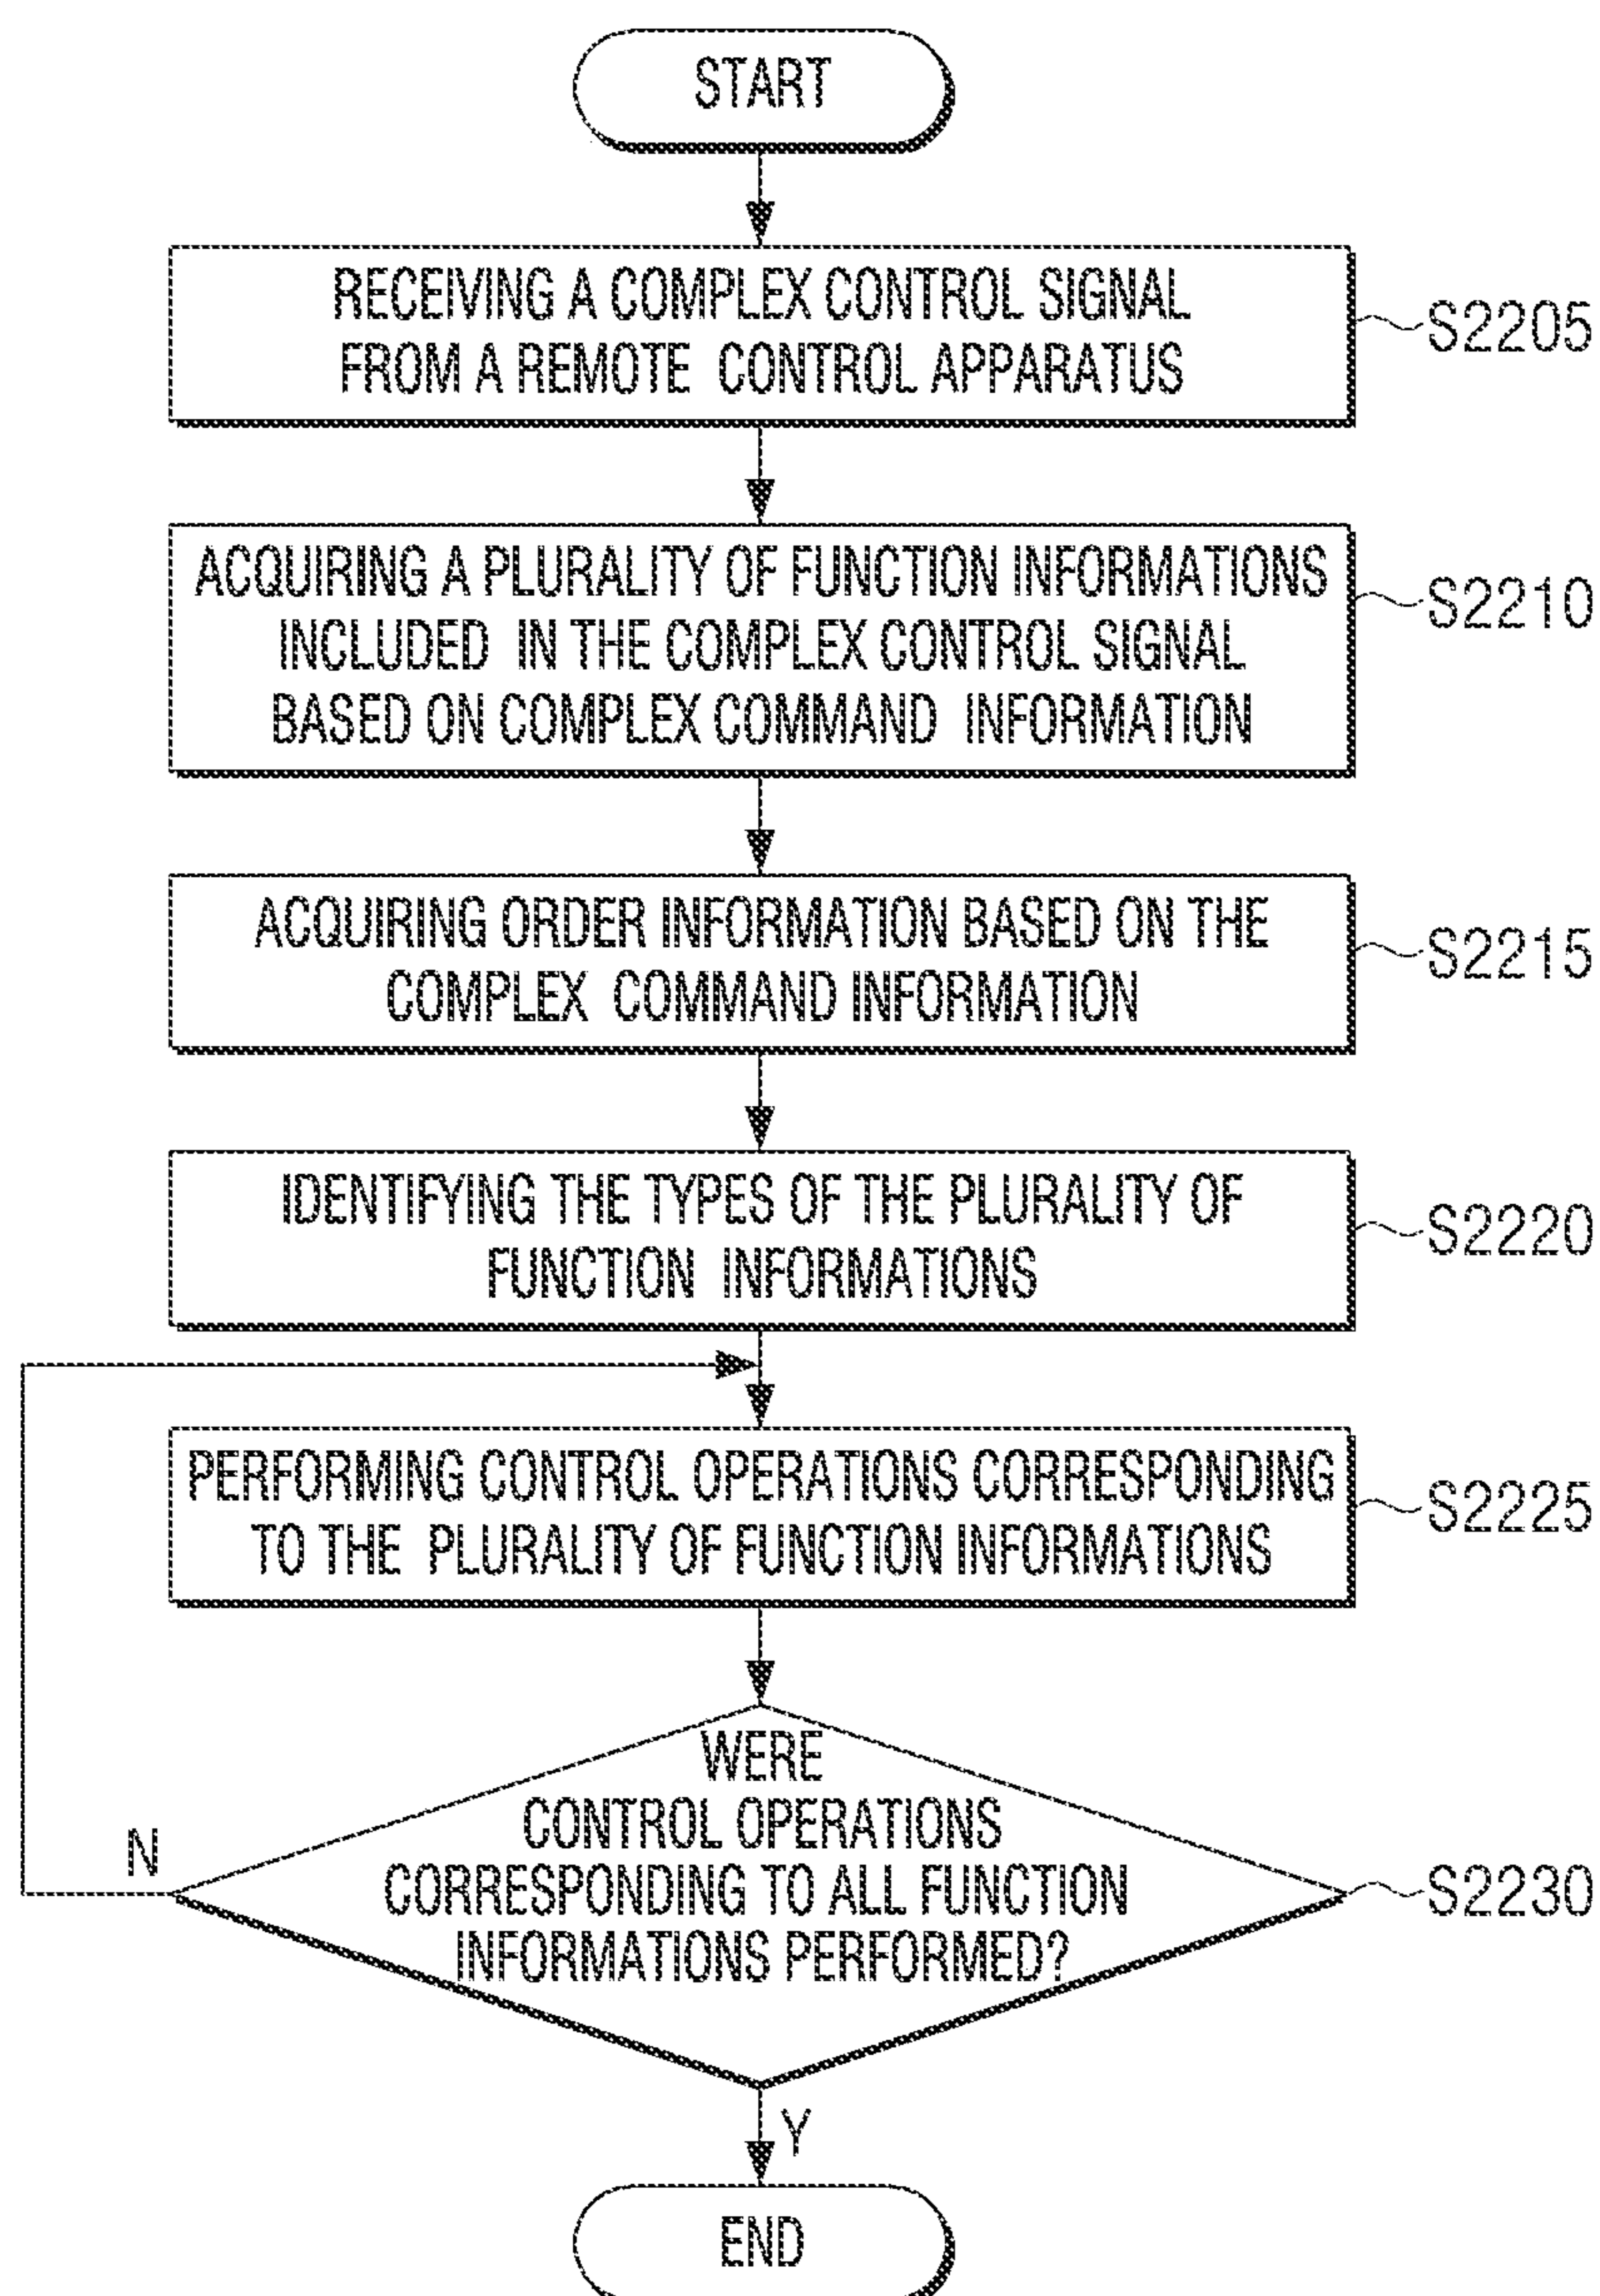 START
RECEIVING A COMPLEX CONTROL SIGNAL
FROM A REMOTE CONTROL APPARATUS
S2205
ACQUIRING A PLURALITY OF FUNCTION INFORMATIONS
INCLUDED IN THE COMPLEX CONTROL SIGNAL
BASED ON COMPLEX COMMAND INFORMATION
S2210
ACQUIRING ORDER INFORMATION BASED ON THE
COMPLEX COMMAND INFORMATION
S2215
IDENTIFYING THE TYPES OF THE PLURALITY OF
FUNCTION INFORMATIONS
S2220
PERFORMING CONTROL OPERATIONS CORRESPONDING
TO THE PLURALITY OF FUNCTION INFORMATIONS
S2225
WERE
CONTROL OPERATIONS
CORRESPONDING TO ALL FUNCTION
INFORMATIONS PERFORMED?
S2230
N
Y
END